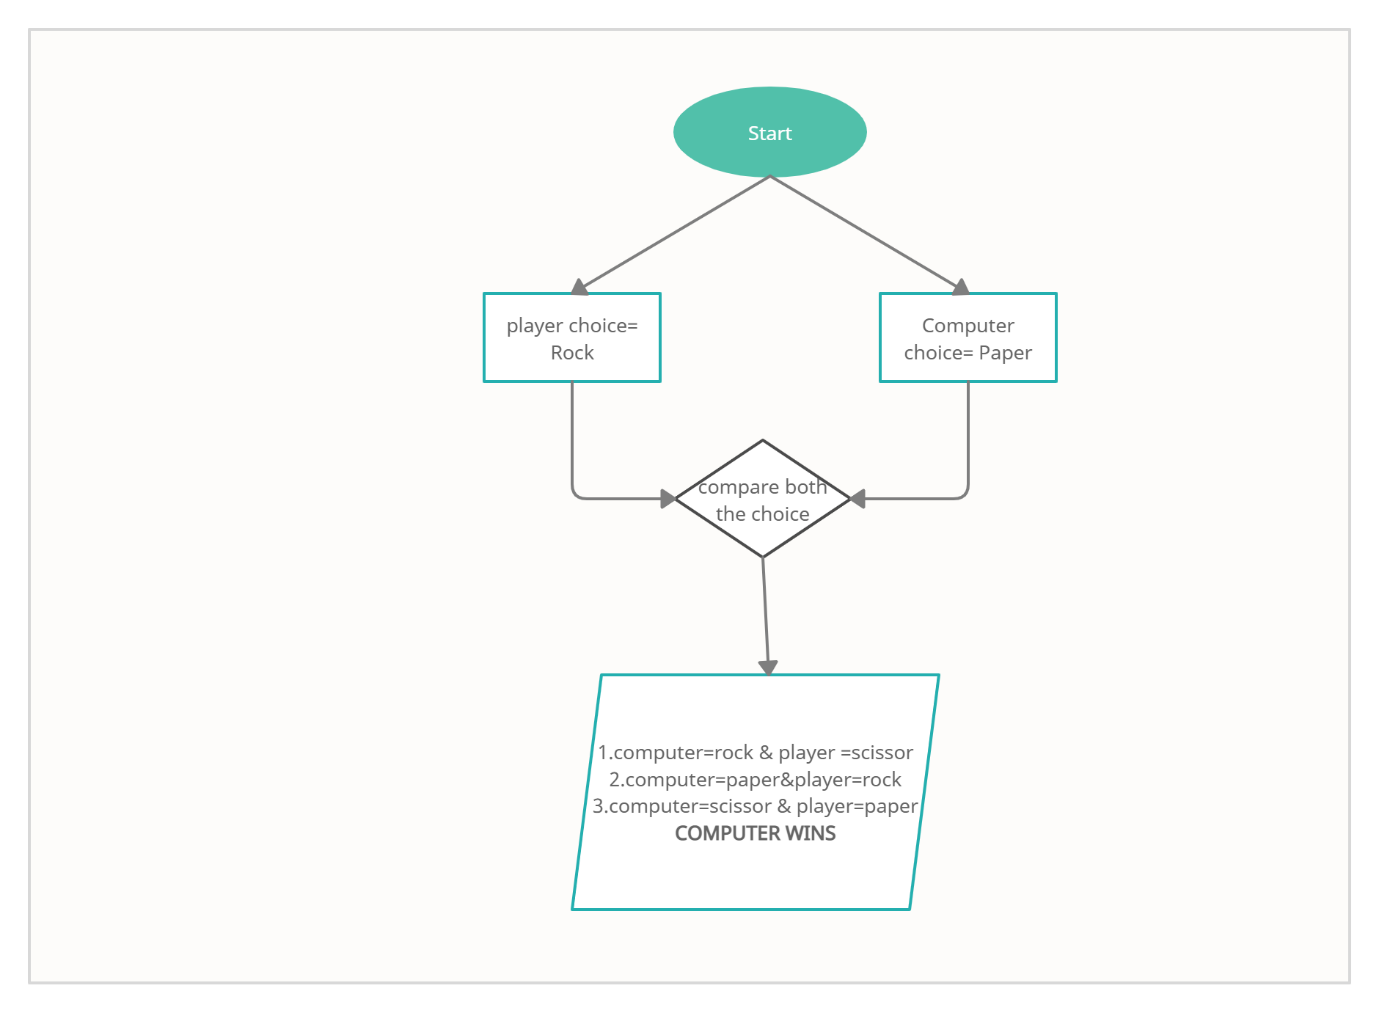 Start
player choice=
Rock
Computer
choice= Paper
compare both
the choice
1.computer=rock & player =scissor
2.computer=paper&player=rock
3.computer=scissor & player=paper
COMPUTER WINS